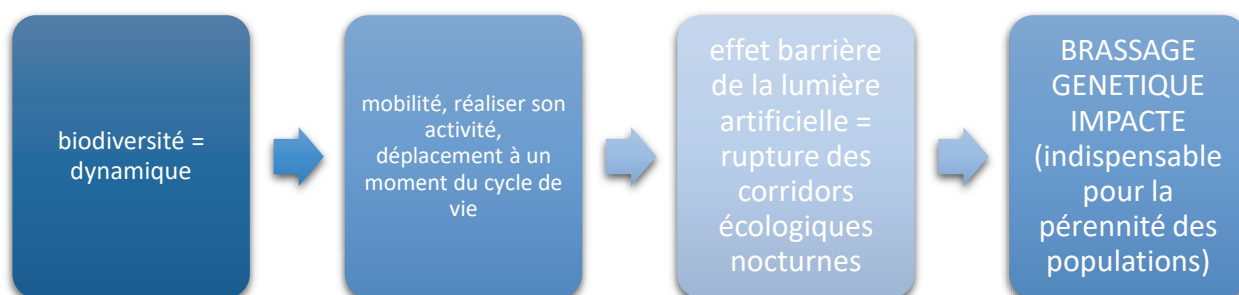 biodiversité =
dynamique
mobilité, réaliser son
activité,
déplacement à un
moment du cycle de
vie
effet barrière
de la lumière
artificielle =
rupture des
corridors
écologiques
nocturnes
BRASSAGE
GENETIQUE
IMPACTE
(indispensable
pour la
pérennité des
populations)